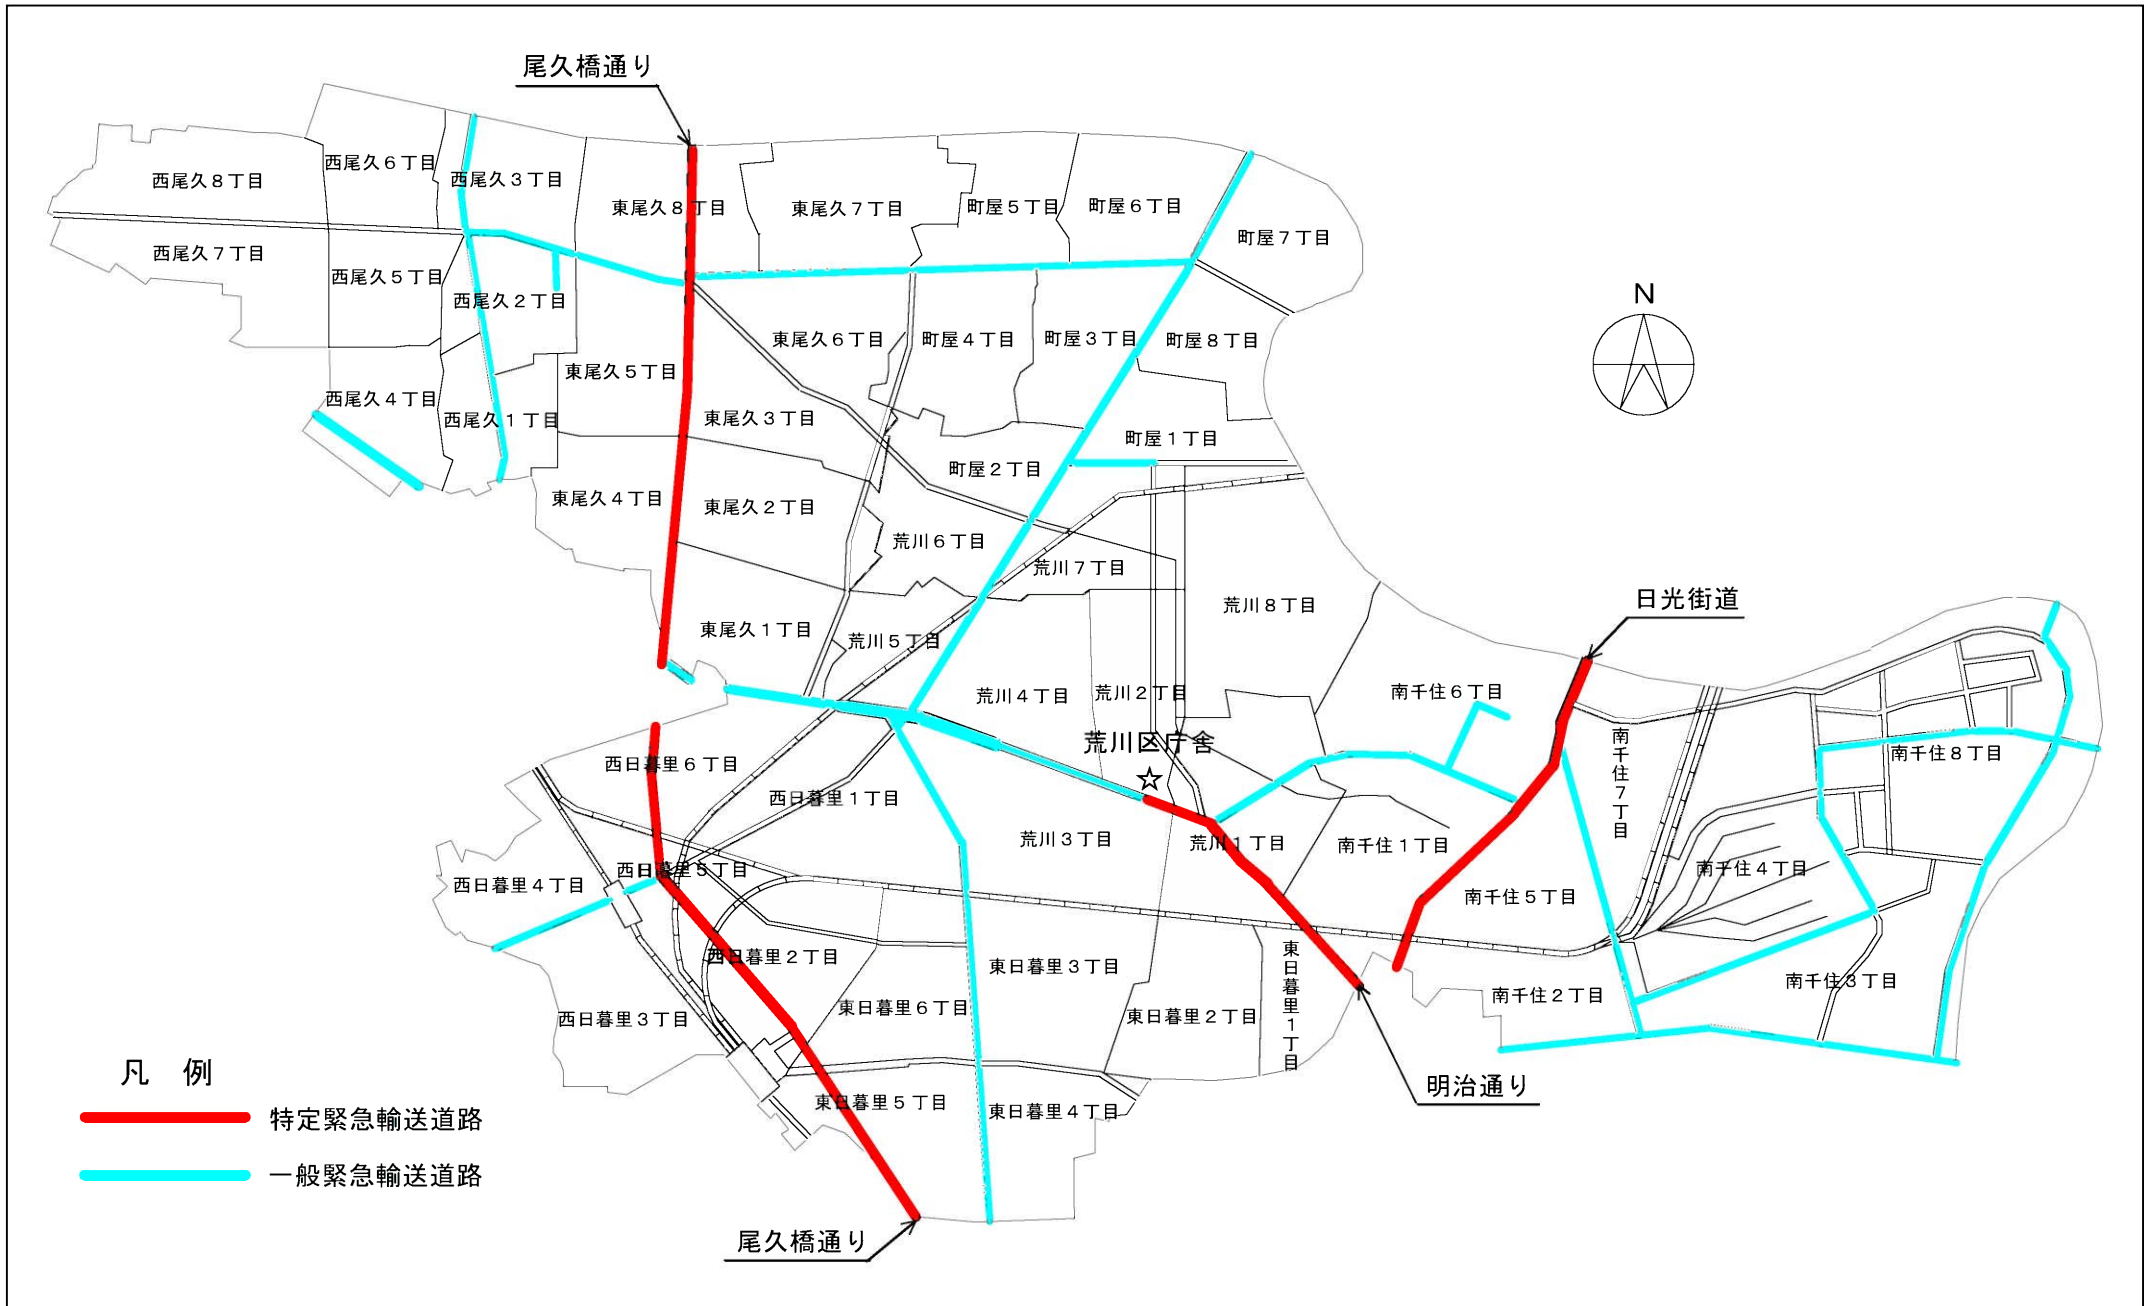 尾久橋通り
西尾久６丁目
西尾久８丁目
西尾久３丁目
東尾久８丁目
東尾久７丁目
町屋５丁目
町屋６丁目
町屋７丁目
西尾久７丁目
西尾久５丁目
西尾久２丁目
N
東尾久６丁目
町屋４丁目
町屋３丁目
町屋８丁目
東尾久５丁目
西尾久４丁目
西尾久１丁目
東尾久３丁目
町屋１丁目
町屋２丁目
東尾久４丁目
東尾久２丁目
荒川６丁目
荒川７丁目
荒川８丁目
日光街道
東尾久１丁目
荒川５丁目
荒川４丁目
荒川２丁目
南千住６丁目
荒川区庁舎
南千住７丁目
南千住８丁目
西日暮里６丁目
西日暮里１丁目
荒川３丁目
荒川１丁目
南千住１丁目
西日暮里５丁目
西日暮里４丁目
南千住４丁目
南千住５丁目
西日暮里２丁目
東日暮里３丁目
東日暮里１丁目
南千住３丁目
南千住２丁目
西日暮里３丁目
東日暮里６丁目
東日暮里２丁目
明治通り
東日暮里５丁目
東日暮里４丁目
凡　例
特定緊急輸送道路
一般緊急輸送道路
尾久橋通り